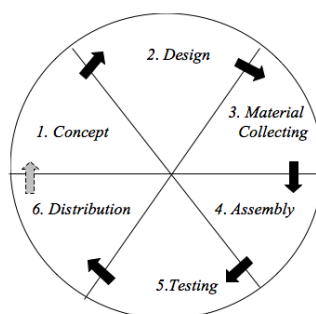 2. Design
3. Material
Collecting
1. Concept
6. Distribution
4. Assembly
5.Testing